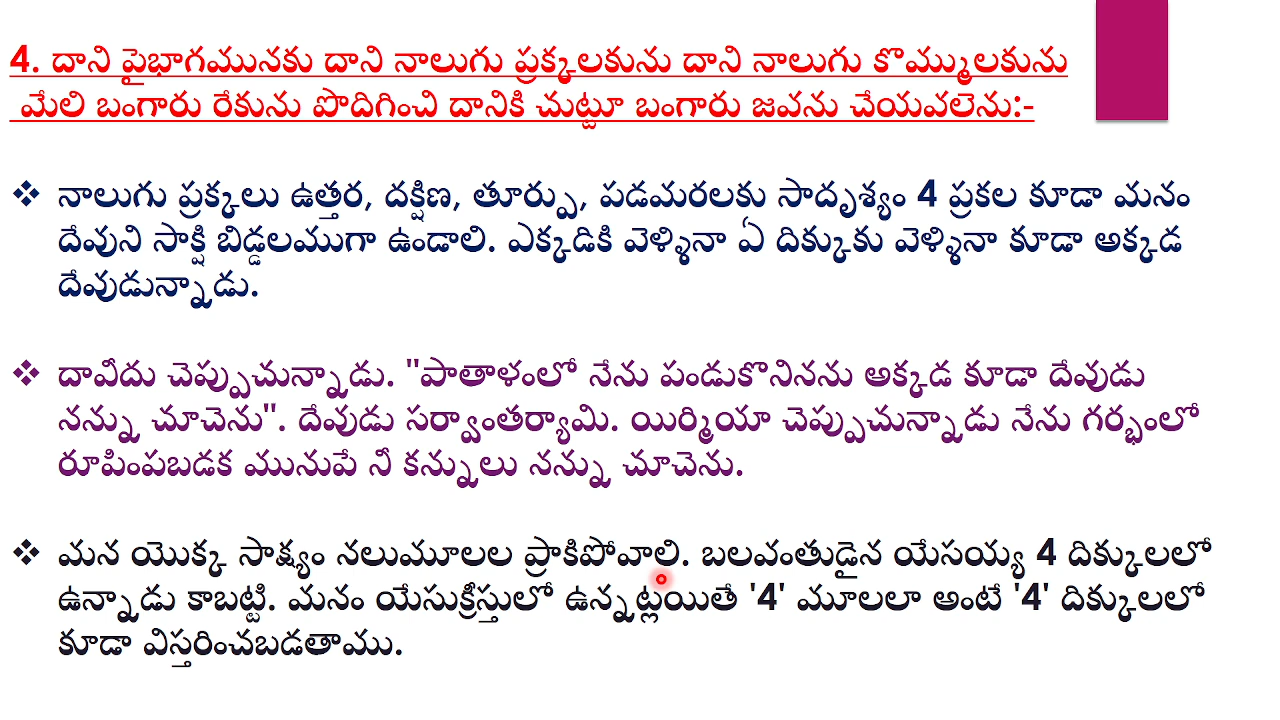 4. దాని పైభాగమునకు దాని నాలుగు ప్రక్కలకును దాని నాలుగు కొమ్ములకును
మేలి బంగారు రేకును పొదిగించి దానికి చుట్టూ బంగారు జవను చేయవలెను:-
❖ నాలుగు ప్రక్కలు ఉత్తర, దక్షిణ, తూర్పు, పడమరలకు సాదృశ్యం 4 ప్రకల కూడా మనం
దేవుని సాక్షి బిడ్డలముగా ఉండాలి. ఎక్కడికి వెళ్ళినా ఏ దిక్కుకు వెళ్ళినా కూడా అక్కడ
దేవుడున్నాడు.
❖ దావీదు చెప్పుచున్నాడు. "పాతాళంలో నేను పండుకొనినను అక్కడ కూడా దేవుడు
నన్ను చూచెను". దేవుడు సర్వాంతర్యామి. యిర్మియా చెప్పుచున్నాడు నేను గర్భంలో
రూపింపబడక మునుపే నీ కన్నులు నన్ను చూచెను.
❖ మన యొక్క సాక్ష్యం నలుమూలల ప్రాకిపోవాలి. బలవంతుడైన యేసయ్య 4 దిక్కులలో
ఉన్నాడు కాబట్టి. మనం యేసుక్రీస్తులో ఉన్నట్లయితే '4' మూలలా అంటే '4' దిక్కులలో
కూడా విస్తరించబడతాము.